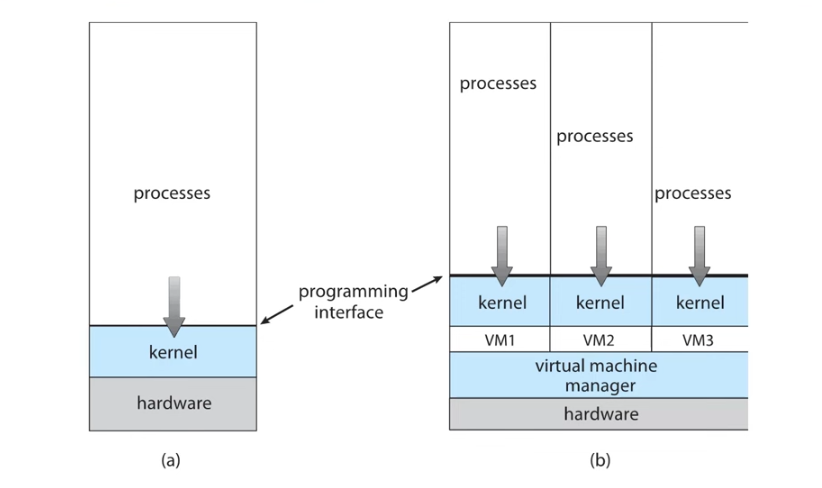 processes
kernel
hardware
(a)
programming
interface
processes
processes
processes
kernel
kernel
kernel
VM1
VM2
VM3
virtual machine
manager
hardware
(b)